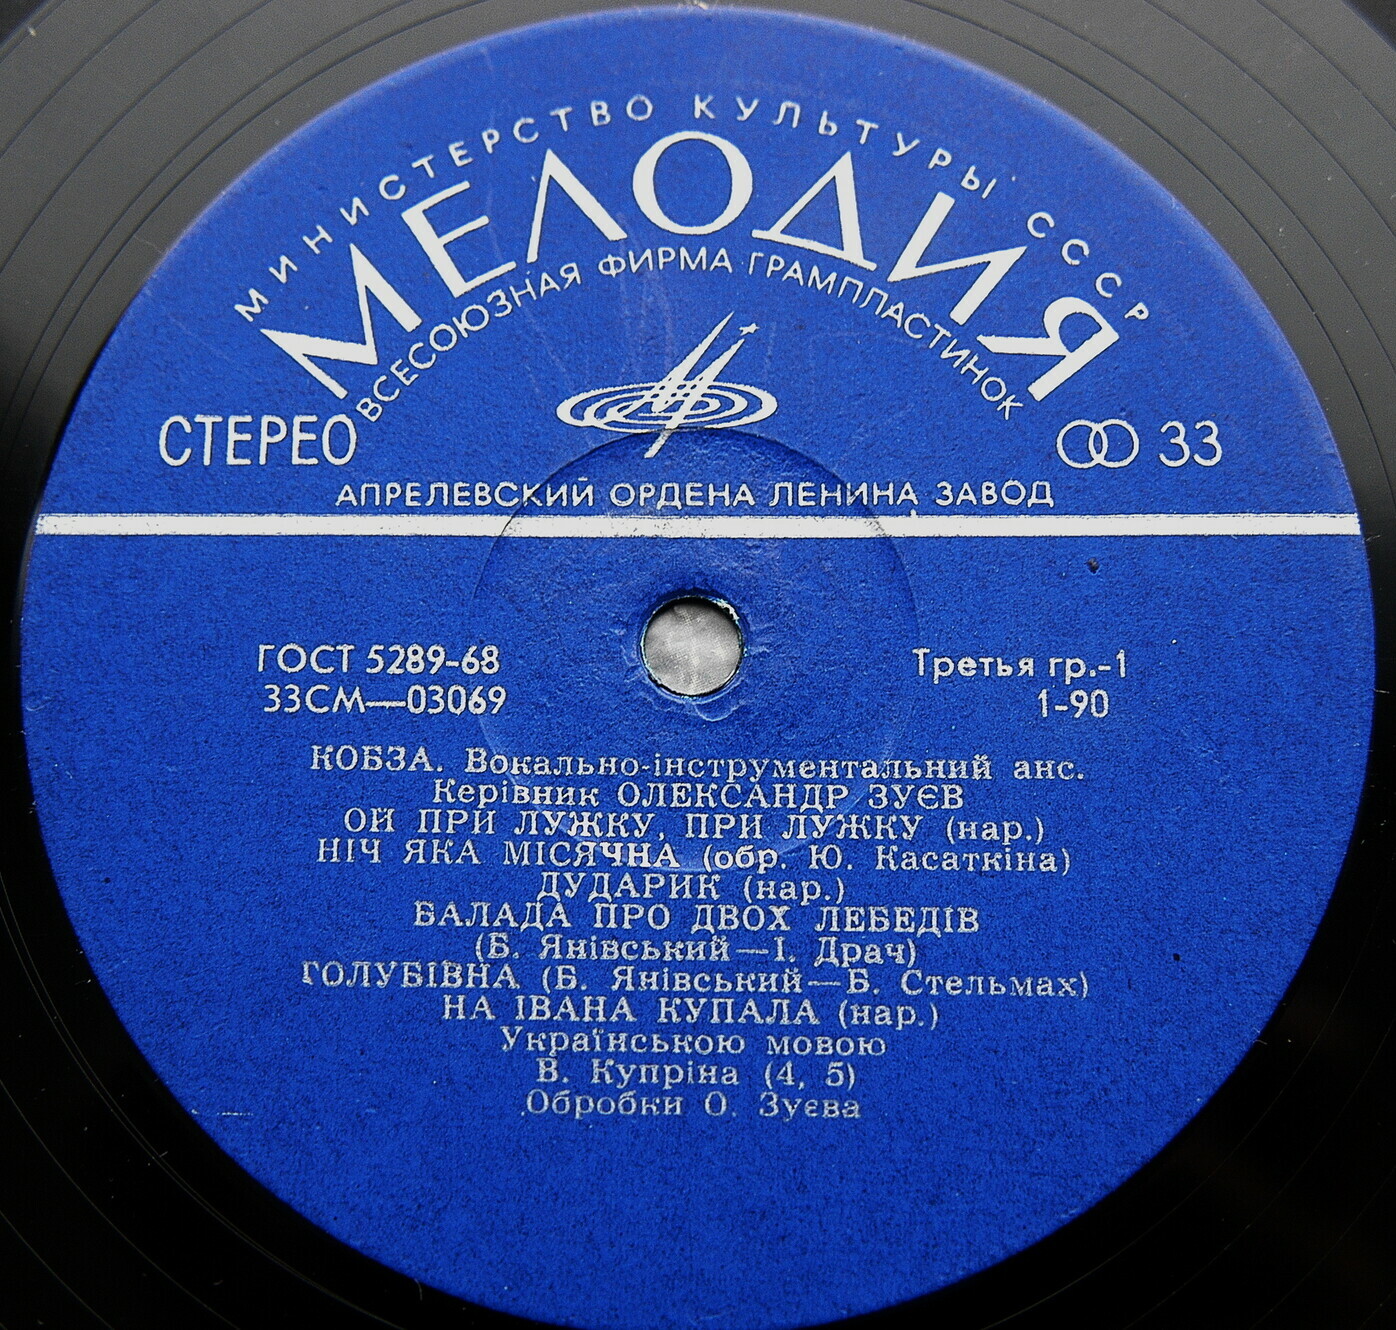 МИНИСТЕРСТВО КУЛЬТУРЫ СССР
МЕЛОДИЯ
ВСЕСОЮЗНАЯ ФИРМА ГРАМПЛАСТИНОК
СТЕРЕО
33
АПРЕЛЕВСКИЙ ОРДЕНА ЛЕНИНА ЗАВОД
ГОСТ 5289-68
33СМ—03069
Третья гр.-1
1-90
КОБЗА. Вокально-інструментальний анс.
Керівник ОЛЕКСАНДР ЗУЄВ
ОЙ ПРИ ЛУЖКУ, ПРИ ЛУЖКУ (нар.)
НІЧ ЯКА МІСЯЧНА (обр. Ю. Касаткіна)
ДУДАРИК (нар.)
БАЛАДА ПРО ДВОХ ЛЕБЕДІВ
(Б. Янівський—І. Драч)
ГОЛУБІВНА (Б. Янівський—Б. Стельмах)
НА ІВАНА КУПАЛА (нар.)
Українською мовою
В. Купріна (4, 5)
Обробки О. Зуєва